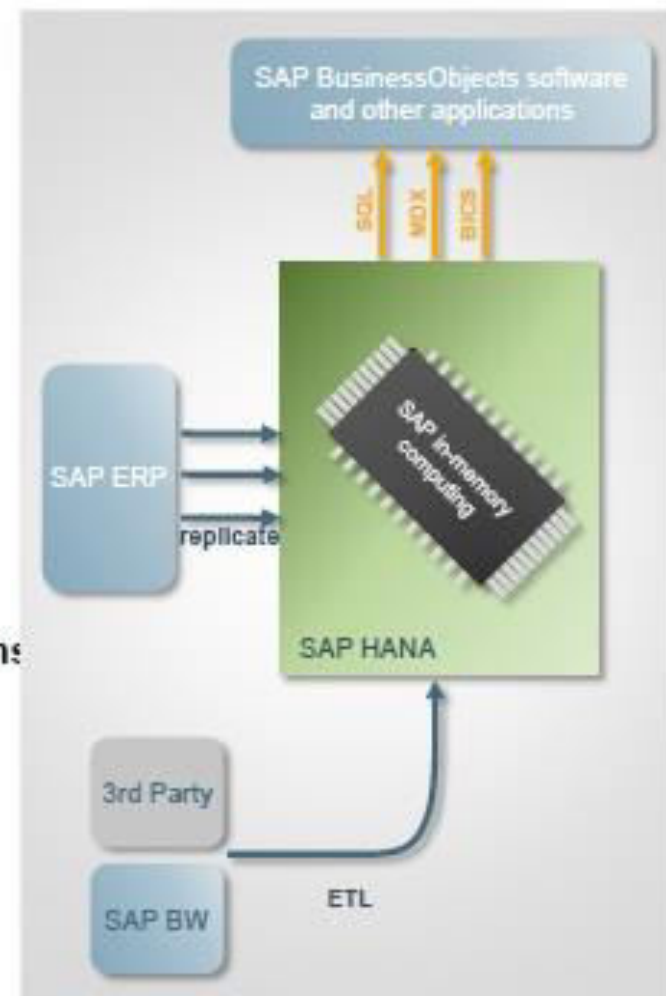 SAP BusinessObjects software
and other applications
SQL
MDX
BICS
SAP in-memory
computing
SAP ERP
replicate
SAP HANA
ns
3rd Party
ETL
SAP BW